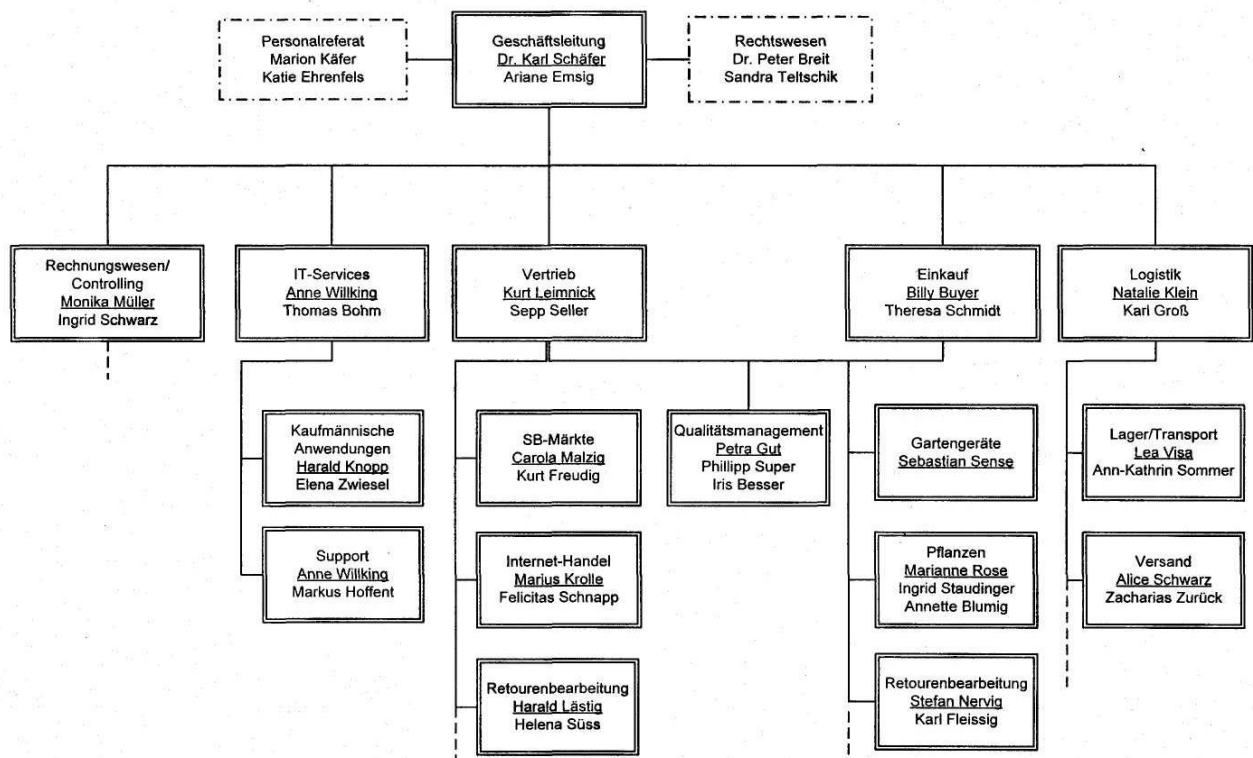 Personalreferat
Marion Käfer
Katie Ehrenfels
Geschäftsleitung
Dr. Karl Schäfer
Ariane Emsig
Rechtswesen
Dr. Peter Breit
Sandra Teltschik
Rechnungswesen/
Controlling
Monika Müller
Ingrid Schwarz
IT-Services
Anne Willking
Thomas Bohm
Vertrieb
Kurt Leimnick
Sepp Seller
Einkauf
Billy Buyer
Theresa Schmidt
Logistik
Natalie Klein
Karl Groß
Kaufmännische
Anwendungen
Harald Knopp
Elena Zwiesel
SB-Märkte
Carola Malzig
Kurt Freudig
Qualitätsmanagement
Petra Gut
Phillipp Super
Iris Besser
Gartengeräte
Sebastian Sense
Lager/Transport
Lea Visa
Ann-Kathrin Sommer
Support
Anne Willking
Markus Hoffent
Internet-Handel
Marius Krolle
Felicitas Schnapp
Pflanzen
Marianne Rose
Ingrid Staudinger
Annette Blumig
Versand
Alice Schwarz
Zacharias Zurück
Retourenbearbeitung
Harald Lästig
Helena Süss
Retourenbearbeitung
Stefan Nervig
Karl Fleissig